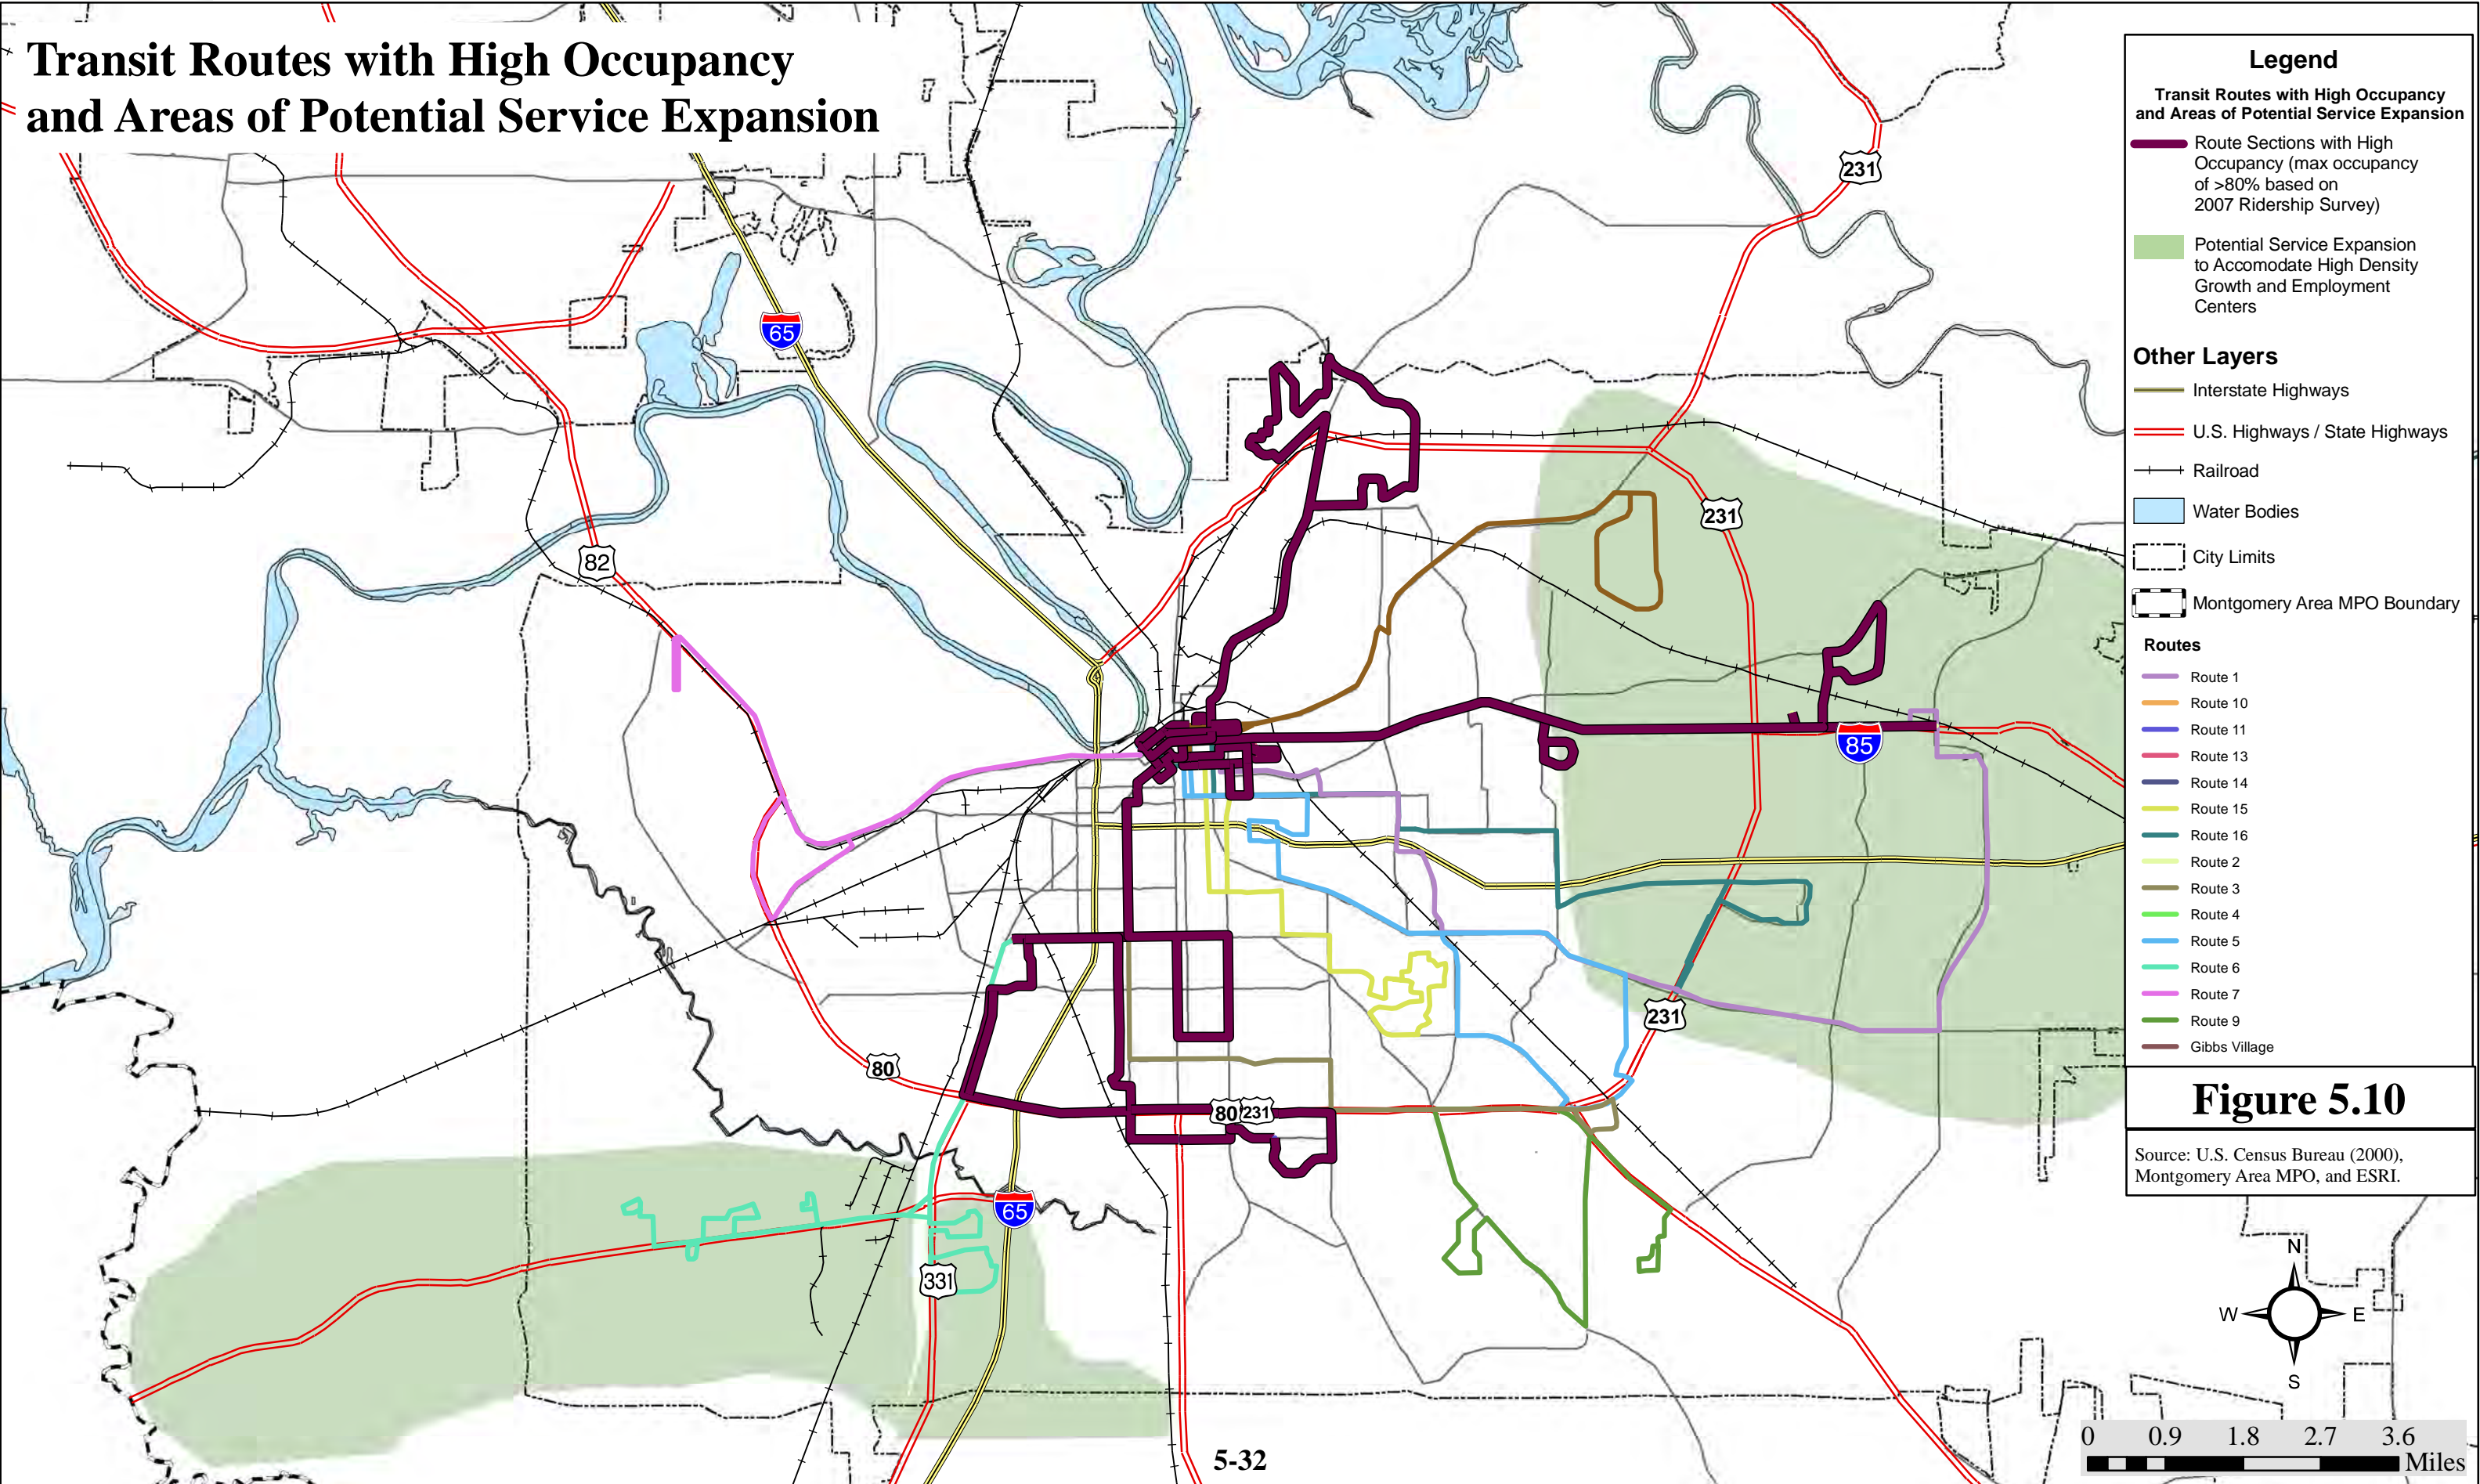 Transit Routes with High Occupancy
and Areas of Potential Service Expansion
231
65
82
231
85
231
80
80 231
65
331
5-32
Legend
Transit Routes with High Occupancy
and Areas of Potential Service Expansion
Route Sections with High
Occupancy (max occupancy
of >80% based on
2007 Ridership Survey)
Potential Service Expansion
to Accomodate High Density
Growth and Employment
Centers
Other Layers
Interstate Highways
U.S. Highways / State Highways
Railroad
Water Bodies
City Limits
Montgomery Area MPO Boundary
Routes
Route 1
Route 10
Route 11
Route 13
Route 14
Route 15
Route 16
Route 2
Route 3
Route 4
Route 5
Route 6
Route 7
Route 9
Gibbs Village
Figure 5.10
Source: U.S. Census Bureau (2000),
Montgomery Area MPO, and ESRI.
N
W E
S
0 0.9 1.8 2.7 3.6
Miles